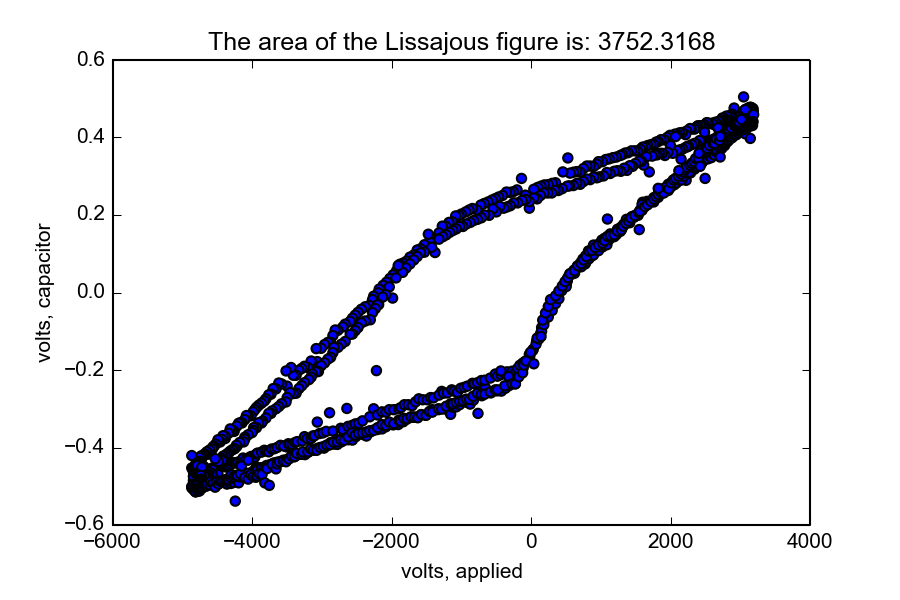 The area of the Lissajous figure is: 3752.3168
0.6
0.4
0.2
0.0
−0.2
−0.4
−0.6
volts, capacitor
−6000 −4000 −2000 0 2000 4000
volts, applied